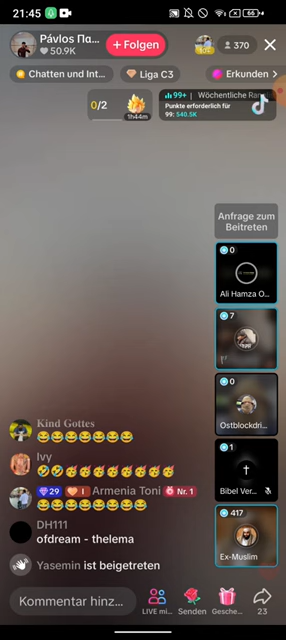 21:45
66
Pávlos Πα...
50.9K
+ Folgen
370
Chatten und Int...
Liga C3
Erkunden
0/2
1h44m
99+ | Wöchentliche Ran
Punkte erforderlich für
99: 540.5K
Anfrage zum
Beitreten
0
Ali Hamza O...
7
0
Ostblockdri...
1
Bibel Ver...
417
Ex-Muslim
Kind Gottes
😂😂😂😂😂😂😂
Ivy
🤣🤣🥳🥳🥳🥳🥳🥳🥳🥳
29 I Armenia Toni Nr. 1
😂😂😂😂😂😂😂😂
DH111
ofdream - thelema
Yasemin ist beigetreten
Kommentar hinz...
LIVE mi...
Senden
Gesche...
23